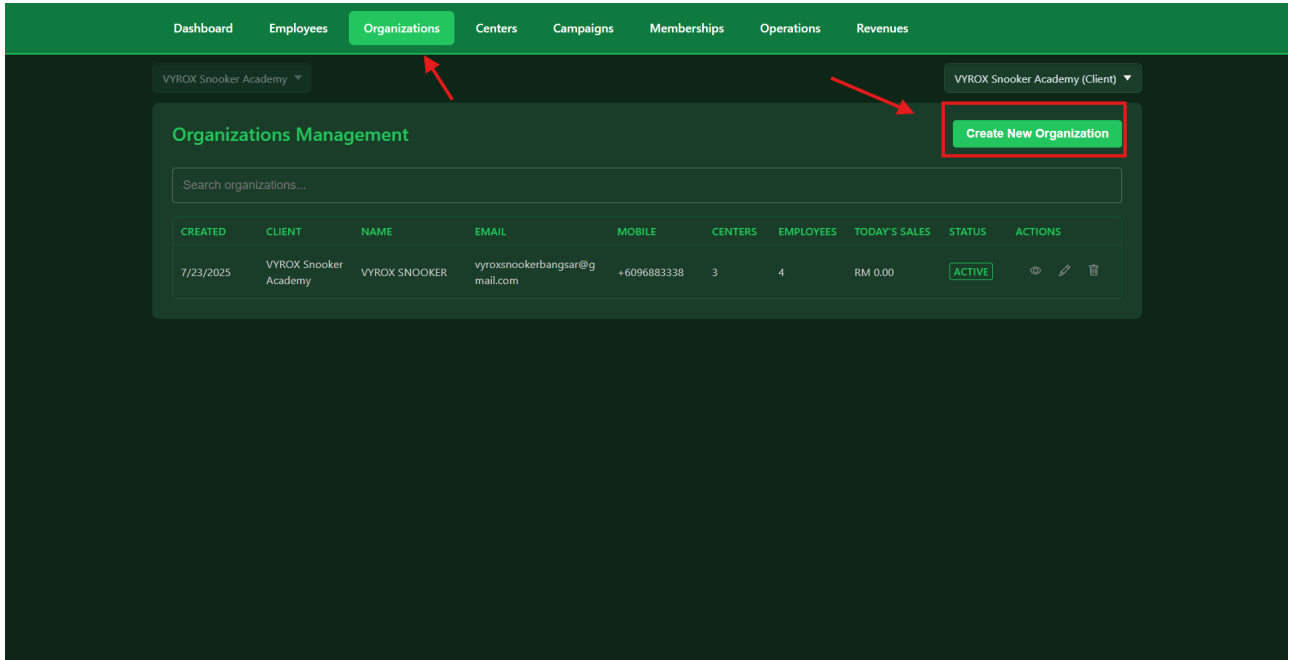 Dashboard Employees Organizations Centers Campaigns Memberships Operations Revenues
VYROX Snooker Academy VYROX Snooker Academy (Client)
Organizations Management Create New Organization
Search organizations...
CREATED CLIENT NAME EMAIL MOBILE CENTERS EMPLOYEES TODAY'S SALES STATUS ACTIONS
7/23/2025 VYROX Snooker Academy VYROX SNOOKER vyroxsnookerbangsar@gmail.com +6096883338 3 4 RM 0.00 ACTIVE